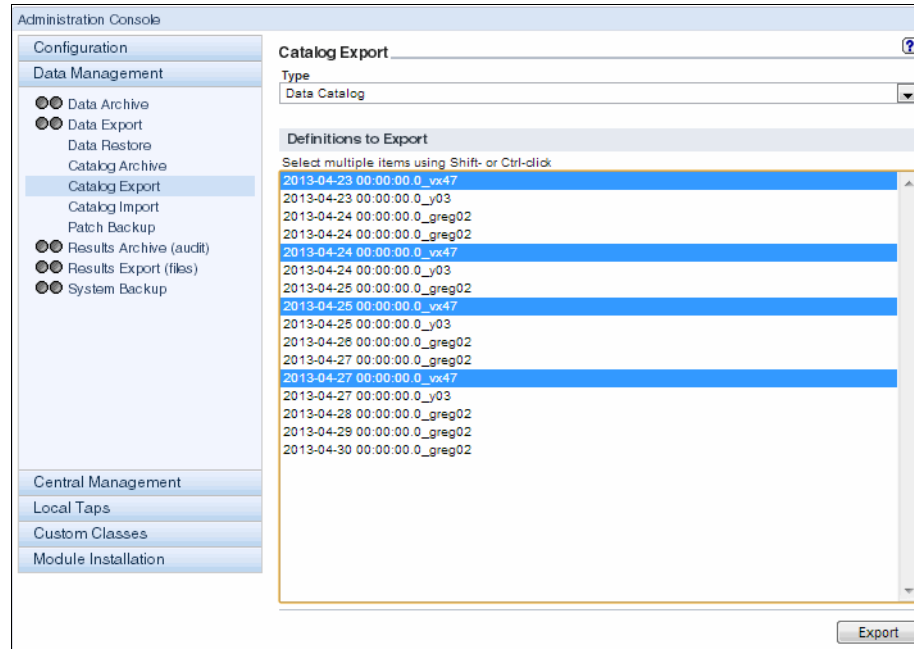 Administration Console
Configuration
Data Management
Data Archive
Data Export
Data Restore
Catalog Archive
Catalog Export
Catalog Import
Patch Backup
Results Archive (audit)
Results Export (files)
System Backup
Central Management
Local Taps
Custom Classes
Module Installation
Catalog Export
?
Type
Data Catalog
Definitions to Export
Select multiple items using Shift- or Ctrl-click
2013-04-23 00:00:00.0_vx47
2013-04-23 00:00:00.0_y03
2013-04-24 00:00:00.0_greg02
2013-04-24 00:00:00.0_greg02
2013-04-24 00:00:00.0_vx47
2013-04-24 00:00:00.0_y03
2013-04-25 00:00:00.0_greg02
2013-04-25 00:00:00.0_vx47
2013-04-25 00:00:00.0_y03
2013-04-26 00:00:00.0_greg02
2013-04-27 00:00:00.0_greg02
2013-04-27 00:00:00.0_vx47
2013-04-27 00:00:00.0_y03
2013-04-28 00:00:00.0_greg02
2013-04-29 00:00:00.0_greg02
2013-04-30 00:00:00.0_greg02
Export